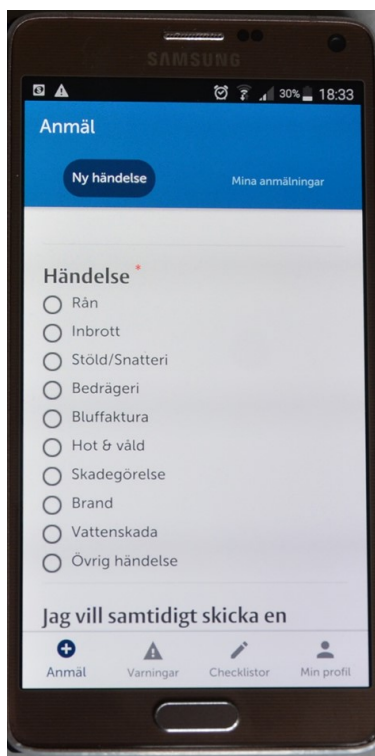 SAMSUNG
30% 18:33
Anmäl
Ny händelse
Mina anmälningar
Händelse *
Rån
Inbrott
Stöld/Snatteri
Bedrägeri
Bluffaktura
Hot & våld
Skadegörelse
Brand
Vattenskada
Övrig händelse
Jag vill samtidigt skicka en
Anmäl Varningar Checklistor Min profil